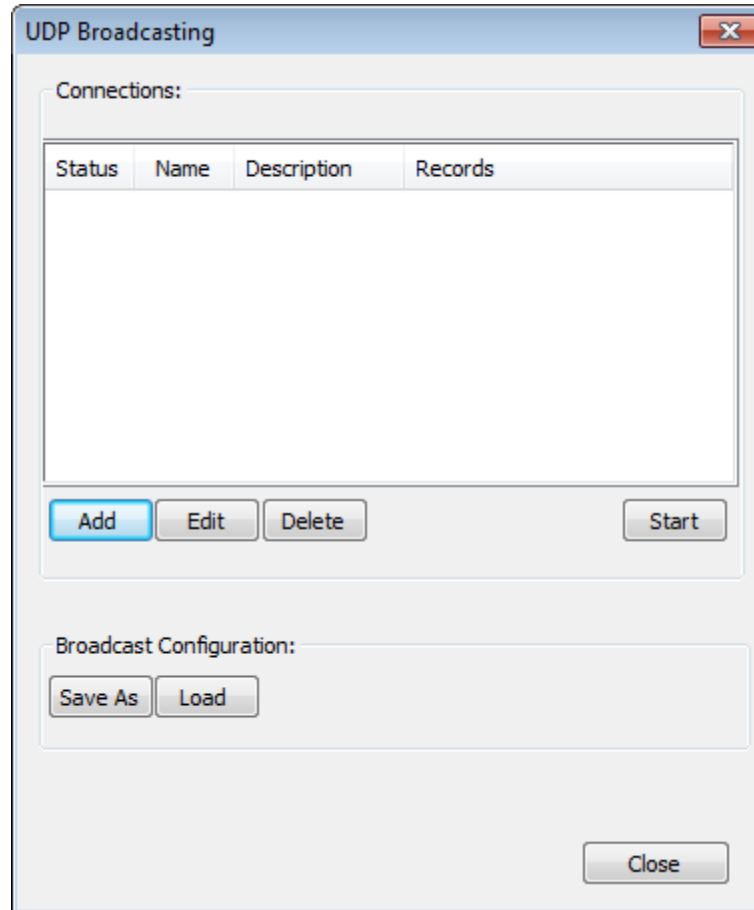 UDP Broadcasting
Connections:
Status Name Description Records
Add Edit Delete Start
Broadcast Configuration:
Save As Load
Close